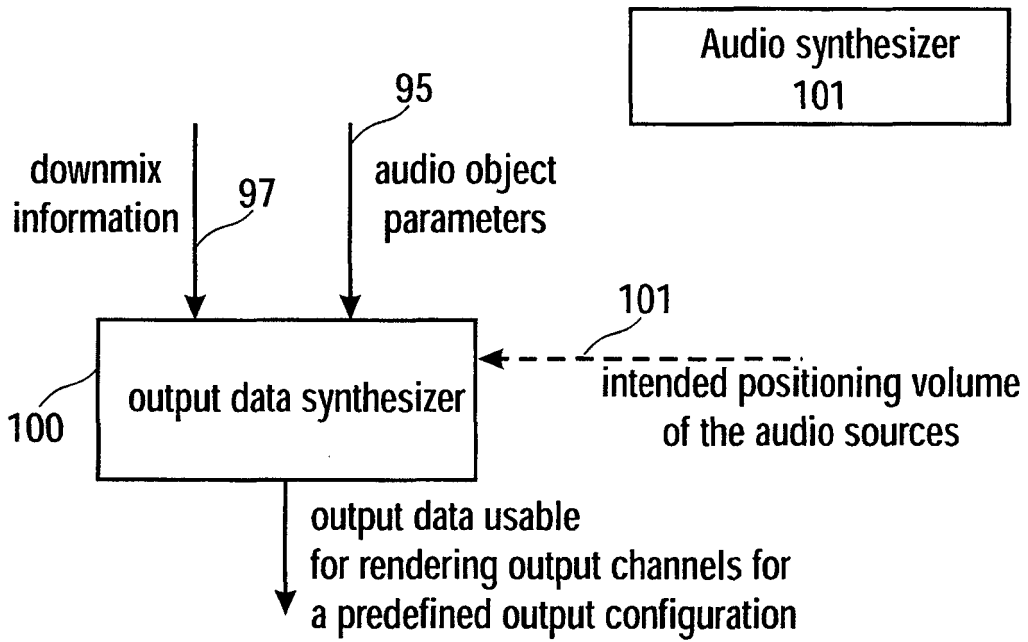 Audio synthesizer
101
95
downmix
information
97
audio object
parameters
101
100
output data synthesizer
intended positioning volume
of the audio sources
output data usable
for rendering output channels for
a predefined output configuration